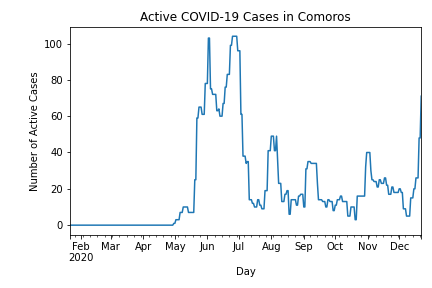 Active COVID-19 Cases in Comoros
Number of Active Cases
100
80
60
40
20
0
Feb Mar Apr May Jun Jul Aug Sep Oct Nov Dec
2020
Day